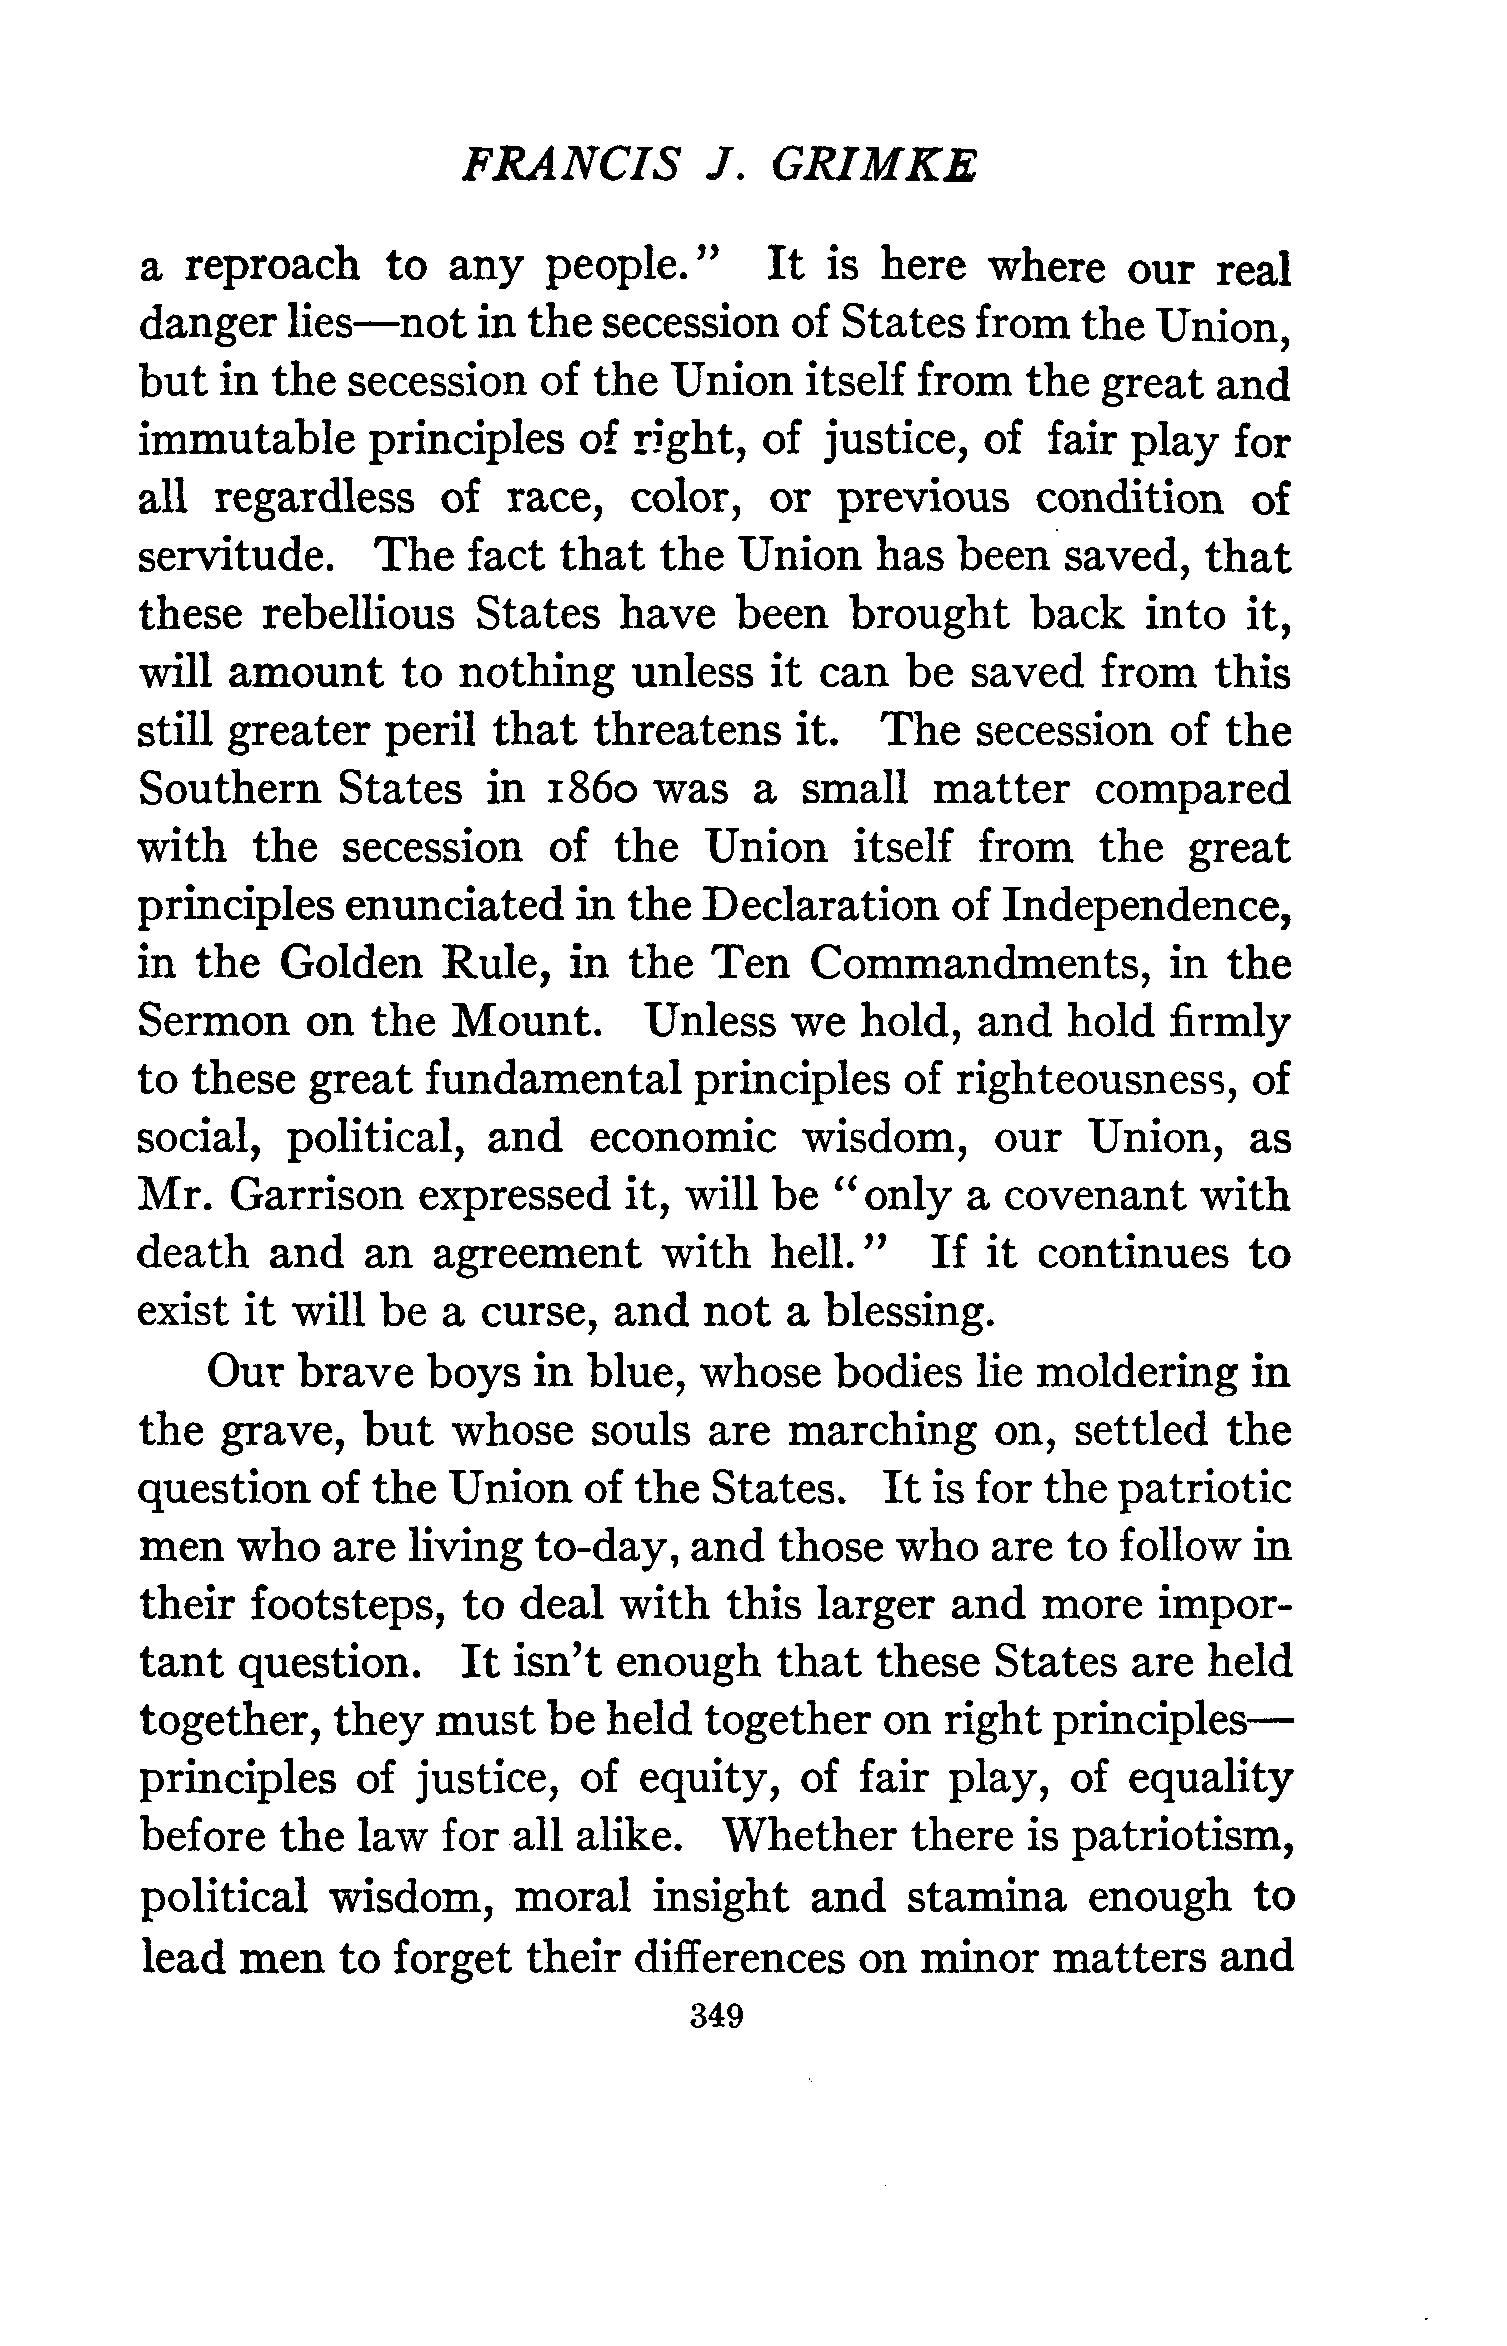 FRANCIS J. GRIMKE
a reproach to any people." It is here where our real
danger lies—not in the secession of States from the Union,
but in the secession of the Union itself from the great and
immutable principles of right, of justice, of fair play for
all regardless of race, color, or previous condition of
servitude. The fact that the Union has been saved, that
these rebellious States have been brought back into it,
will amount to nothing unless it can be saved from this
still greater peril that threatens it. The secession of the
Southern States in 1860 was a small matter compared
with the secession of the Union itself from the great
principles enunciated in the Declaration of Independence,
in the Golden Rule, in the Ten Commandments, in the
Sermon on the Mount. Unless we hold, and hold firmly
to these great fundamental principles of righteousness, of
social, political, and economic wisdom, our Union, as
Mr. Garrison expressed it, will be "only a covenant with
death and an agreement with hell." If it continues to
exist it will be a curse, and not a blessing.
Our brave boys in blue, whose bodies lie moldering in
the grave, but whose souls are marching on, settled the
question of the Union of the States. It is for the patriotic
men who are living to-day, and those who are to follow in
their footsteps, to deal with this larger and more impor-
tant question. It isn't enough that these States are held
together, they must be held together on right principles—
principles of justice, of equity, of fair play, of equality
before the law for all alike. Whether there is patriotism,
political wisdom, moral insight and stamina enough to
lead men to forget their differences on minor matters and
349